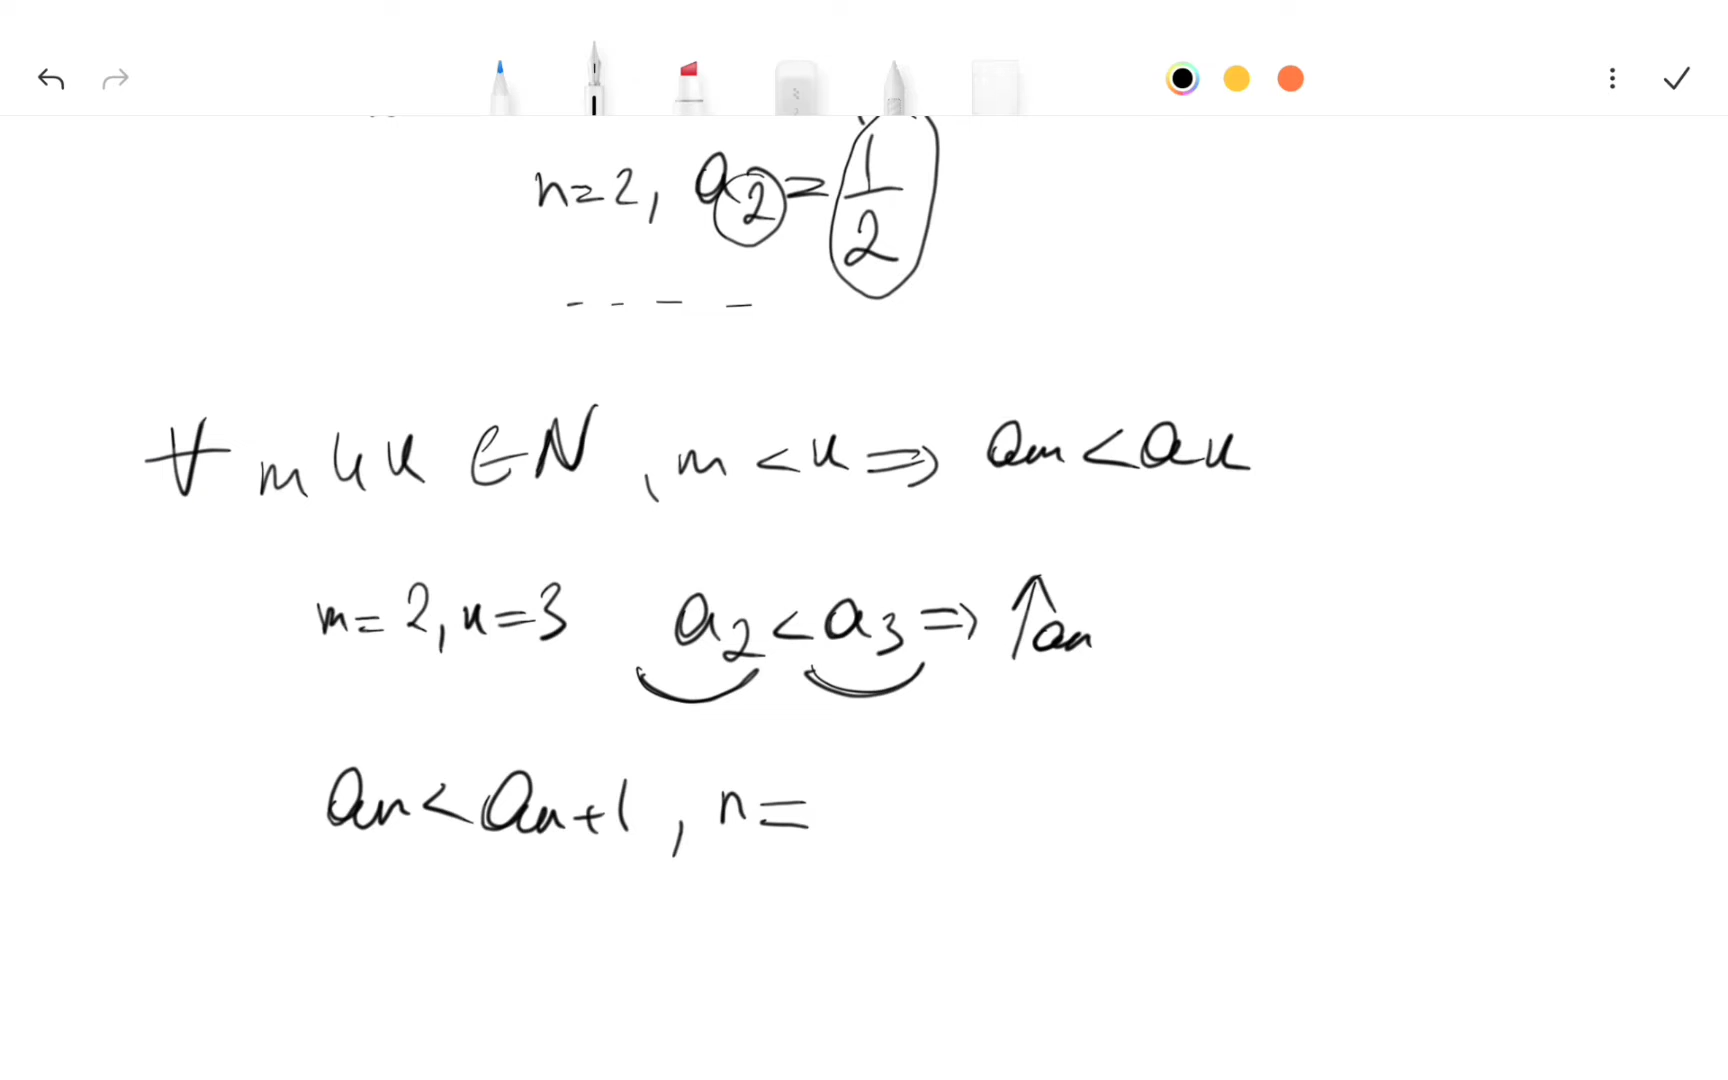 n=2, a₂=1/2
- - - -
∀ m и к ∈ N, m < к ⇒ aₘ < aₖ
m=2, к=3 a₂ < a₃ ⇒ ↑aₙ
aₙ < aₙ₊₁, n=